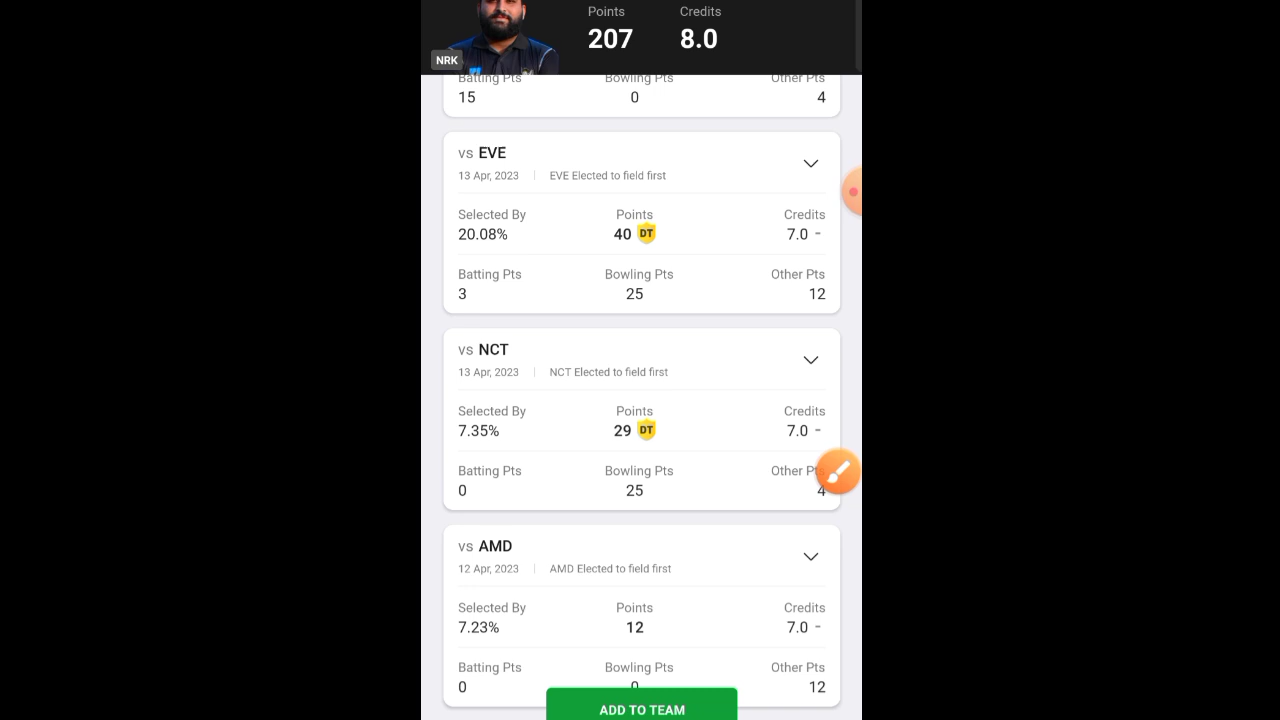 Points Credits
207 8.0
NRK
Batting Pts Bowling Pts Other Pts
15 0 4
vs EVE
13 Apr, 2023 EVE Elected to field first
Selected By Points Credits
20.08% 40 DT 7.0 -
Batting Pts Bowling Pts Other Pts
3 25 12
vs NCT
13 Apr, 2023 NCT Elected to field first
Selected By Points Credits
7.35% 29 DT 7.0 -
Batting Pts Bowling Pts Other Pts
0 25 4
vs AMD
12 Apr, 2023 AMD Elected to field first
Selected By Points Credits
7.23% 12 7.0 -
Batting Pts Bowling Pts Other Pts
0 0 12
ADD TO TEAM